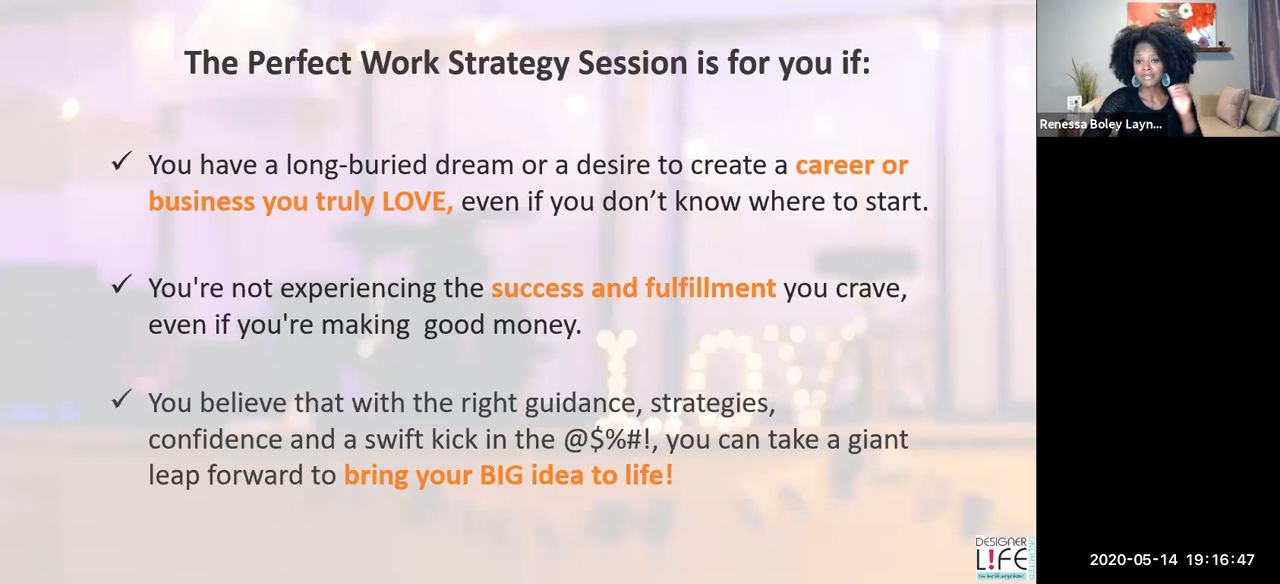 The Perfect Work Strategy Session is for you if:
✓ You have a long-buried dream or a desire to create a career or
business you truly LOVE, even if you don’t know where to start.
✓ You're not experiencing the success and fulfillment you crave,
even if you're making  good money.
✓ You believe that with the right guidance, strategies,
confidence and a swift kick in the @$%#!, you can take a giant
leap forward to bring your BIG idea to life!
Renessa Boley Layn...
DESIGNER
L!FE
UNLIMITED
2020-05-14 19:16:47